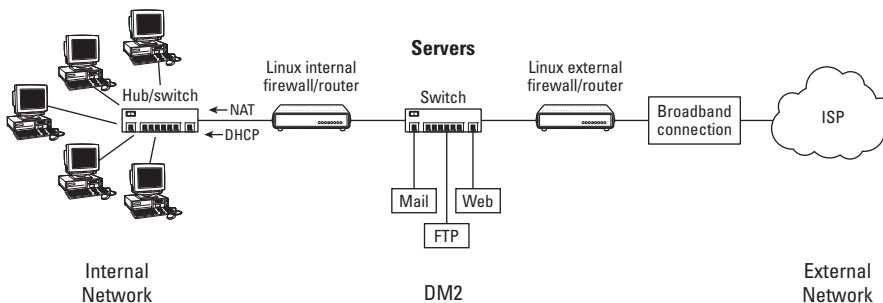 Servers
Linux internal
firewall/router
Linux external
firewall/router
Hub/switch
NAT
DHCP
Switch
Broadband
connection
ISP
Mail
Web
FTP
Internal
Network
DM2
External
Network